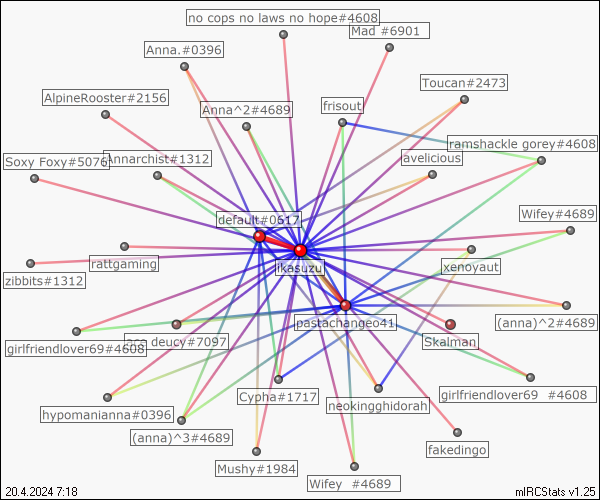 no cops no laws no hope#4608
Mad #6901
Anna.#0396
Toucan#2473
AlpineRooster#2156
Anna^2#4689
frisout
ramshackle gorey#4608
Soxy Foxy#5076
Annarchist#1312
avelicious
default#0617
Wifey#4689
rattgaming
likasuzu
xenoyaut
zibbits#1312
pastachangeo41
(anna)^2#4689
girlfriendlover69#4608
deucy#7097
Skalman
Cypha#1717
neokingghidorah
girlfriendlover69 #4608
hypomanianna#0396
(anna)^3#4689
fakedingo
Mushy#1984
Wifey #4689
20.4.2024 7:18
mIRCStats v1.25